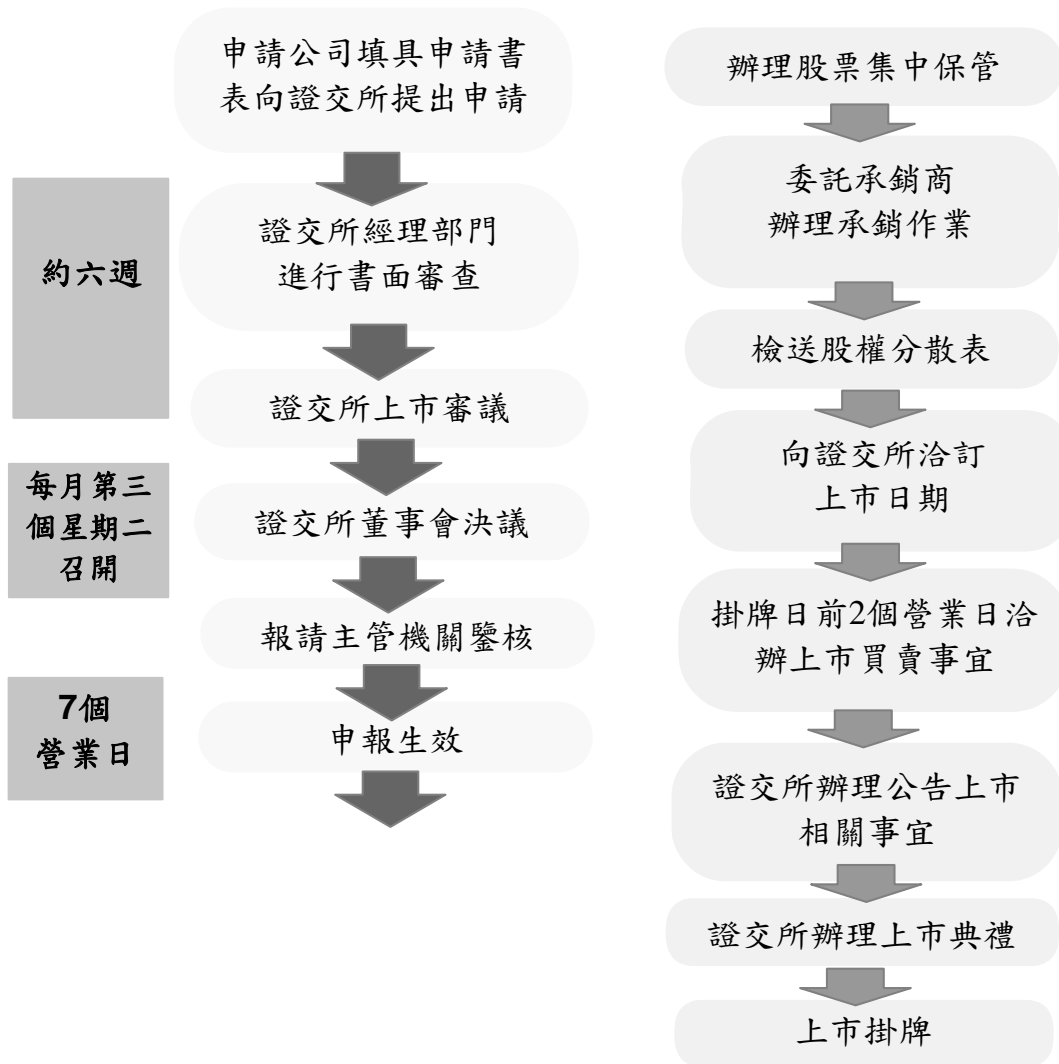 申請公司填具申請書
表向證交所提出申請
約六週
證交所經理部門
進行書面審查
證交所上市審議
每月第三
個星期二
召開
證交所董事會決議
報請主管機關鑒核
7個
營業日
申報生效
辦理股票集中保管
委託承銷商
辦理承銷作業
檢送股權分散表
向證交所洽訂
上市日期
掛牌日前2個營業日洽
辦上市買賣事宜
證交所辦理公告上市
相關事宜
證交所辦理上市典禮
上市掛牌